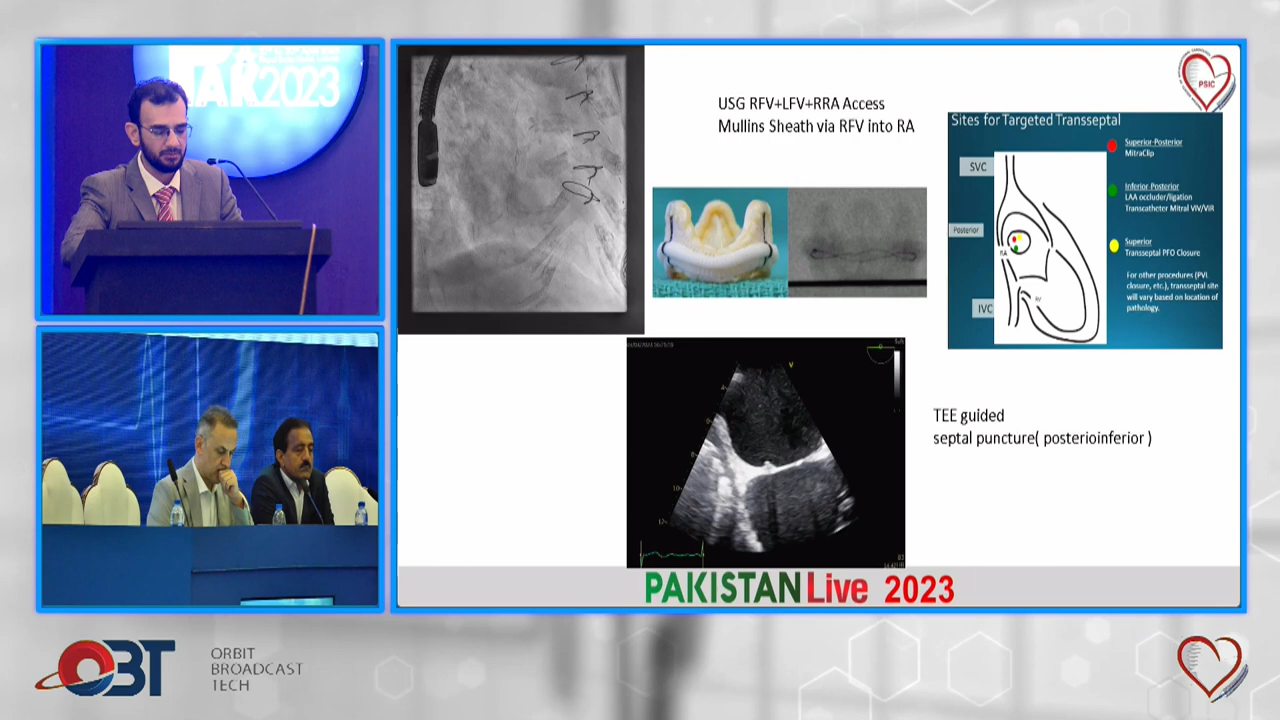 AK2023
USG RFV+LFV+RRA Access
Mullins Sheath via RFV into RA
PSIC
Sites for Targeted Transseptal
SVC
Posterior
RA
IVC
Superior-Posterior
MitraClip
Inferior Posterior
LAA occluder/ligation
Transcatheter Mitral ViV/ViR
Superior
Transseptal PFO Closure
For other procedures (PVL
closure, etc.), transseptal site
will vary based on location of
pathology.
V
TEE guided
septal puncture( posterioinferior )
PAKISTAN Live 2023
OBT
ORBIT
BROADCAST
TECH